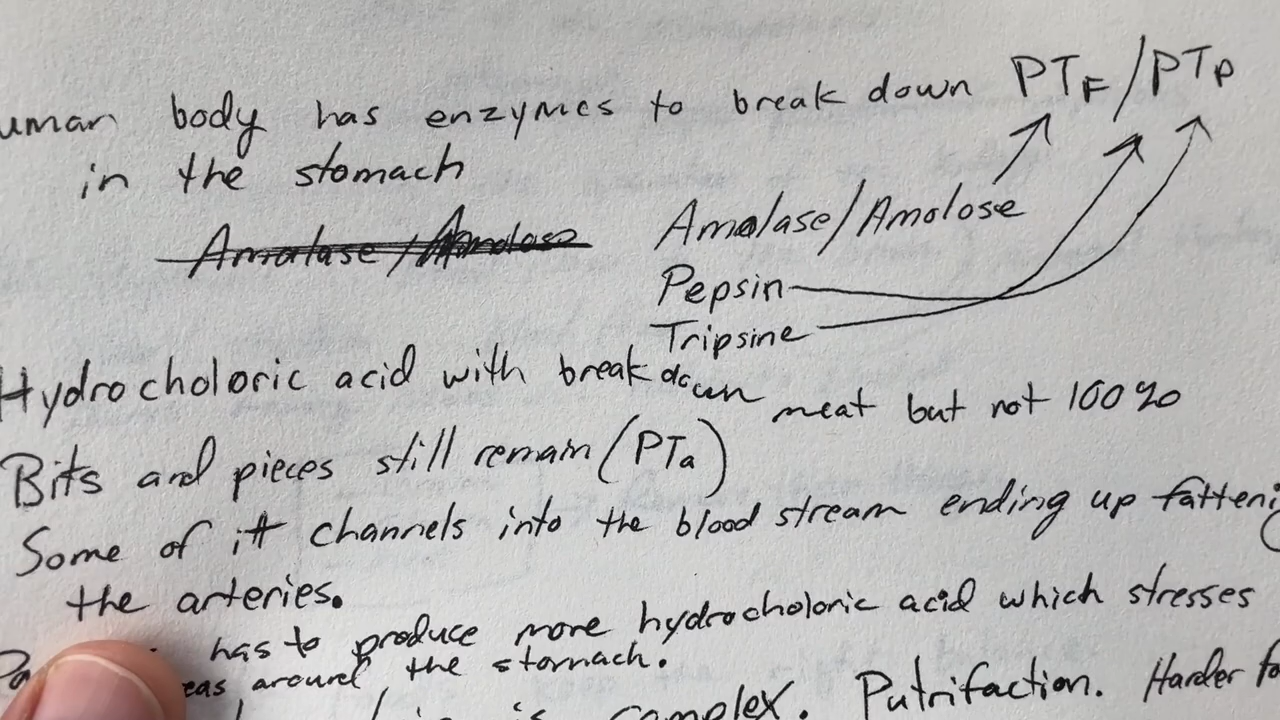 uman body has enzymes to break down PTF/PTP
in the stomach
Amalase/Amolose
Amalase/Amolose
Pepsin
Tripsine
Hydrocholoric acid with breakdown meat but not 100%
Bits and pieces still remain (PTa)
Some of it channels into the blood stream ending up fatteni
the arteries.
has to produce more hydrocholoric acid which stresses
eas around the stomach.
is complex. Putrifaction. Harder fo